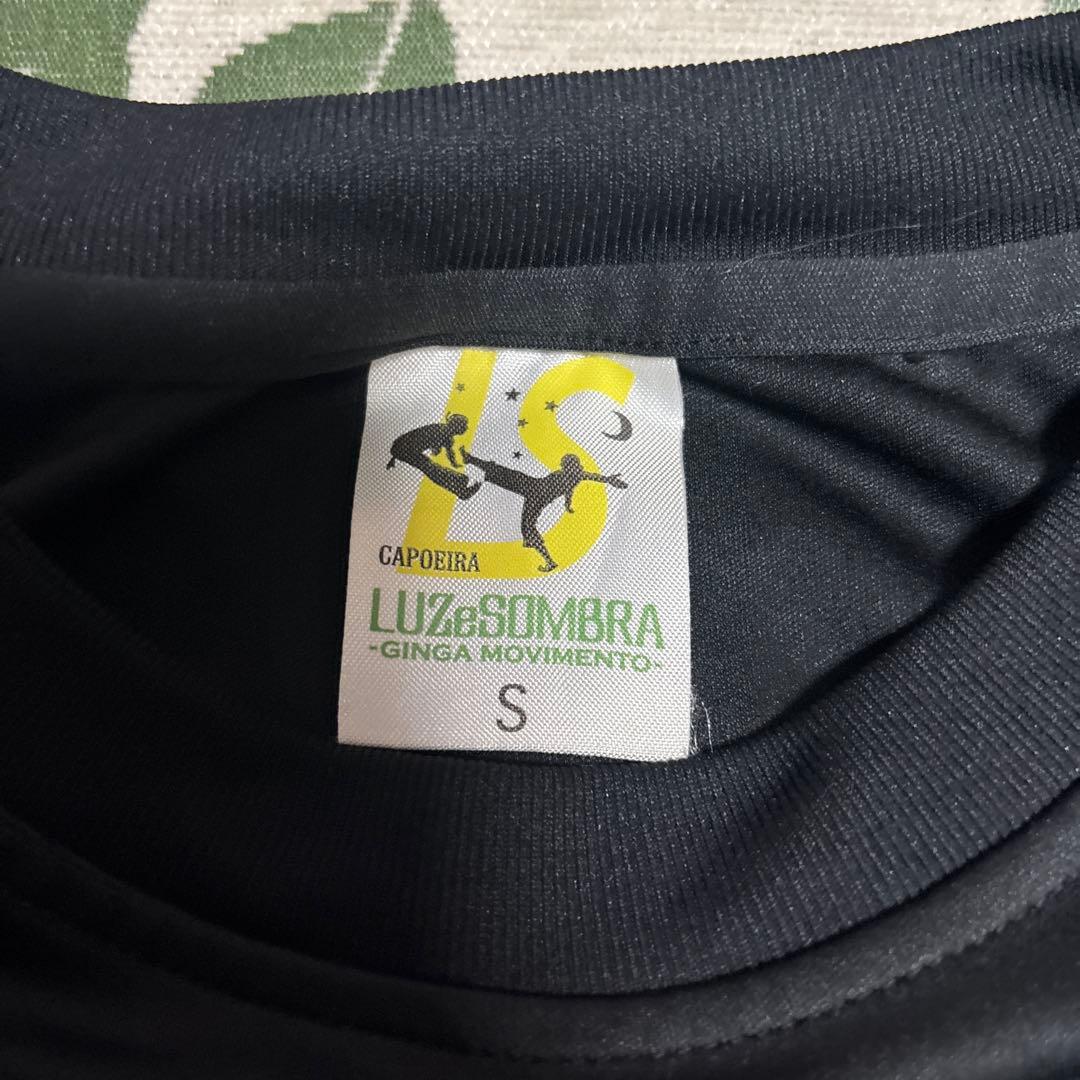 LS
CAPOEIRA
LUZeSOMBRA
-GINGA MOVIMENTO-
S